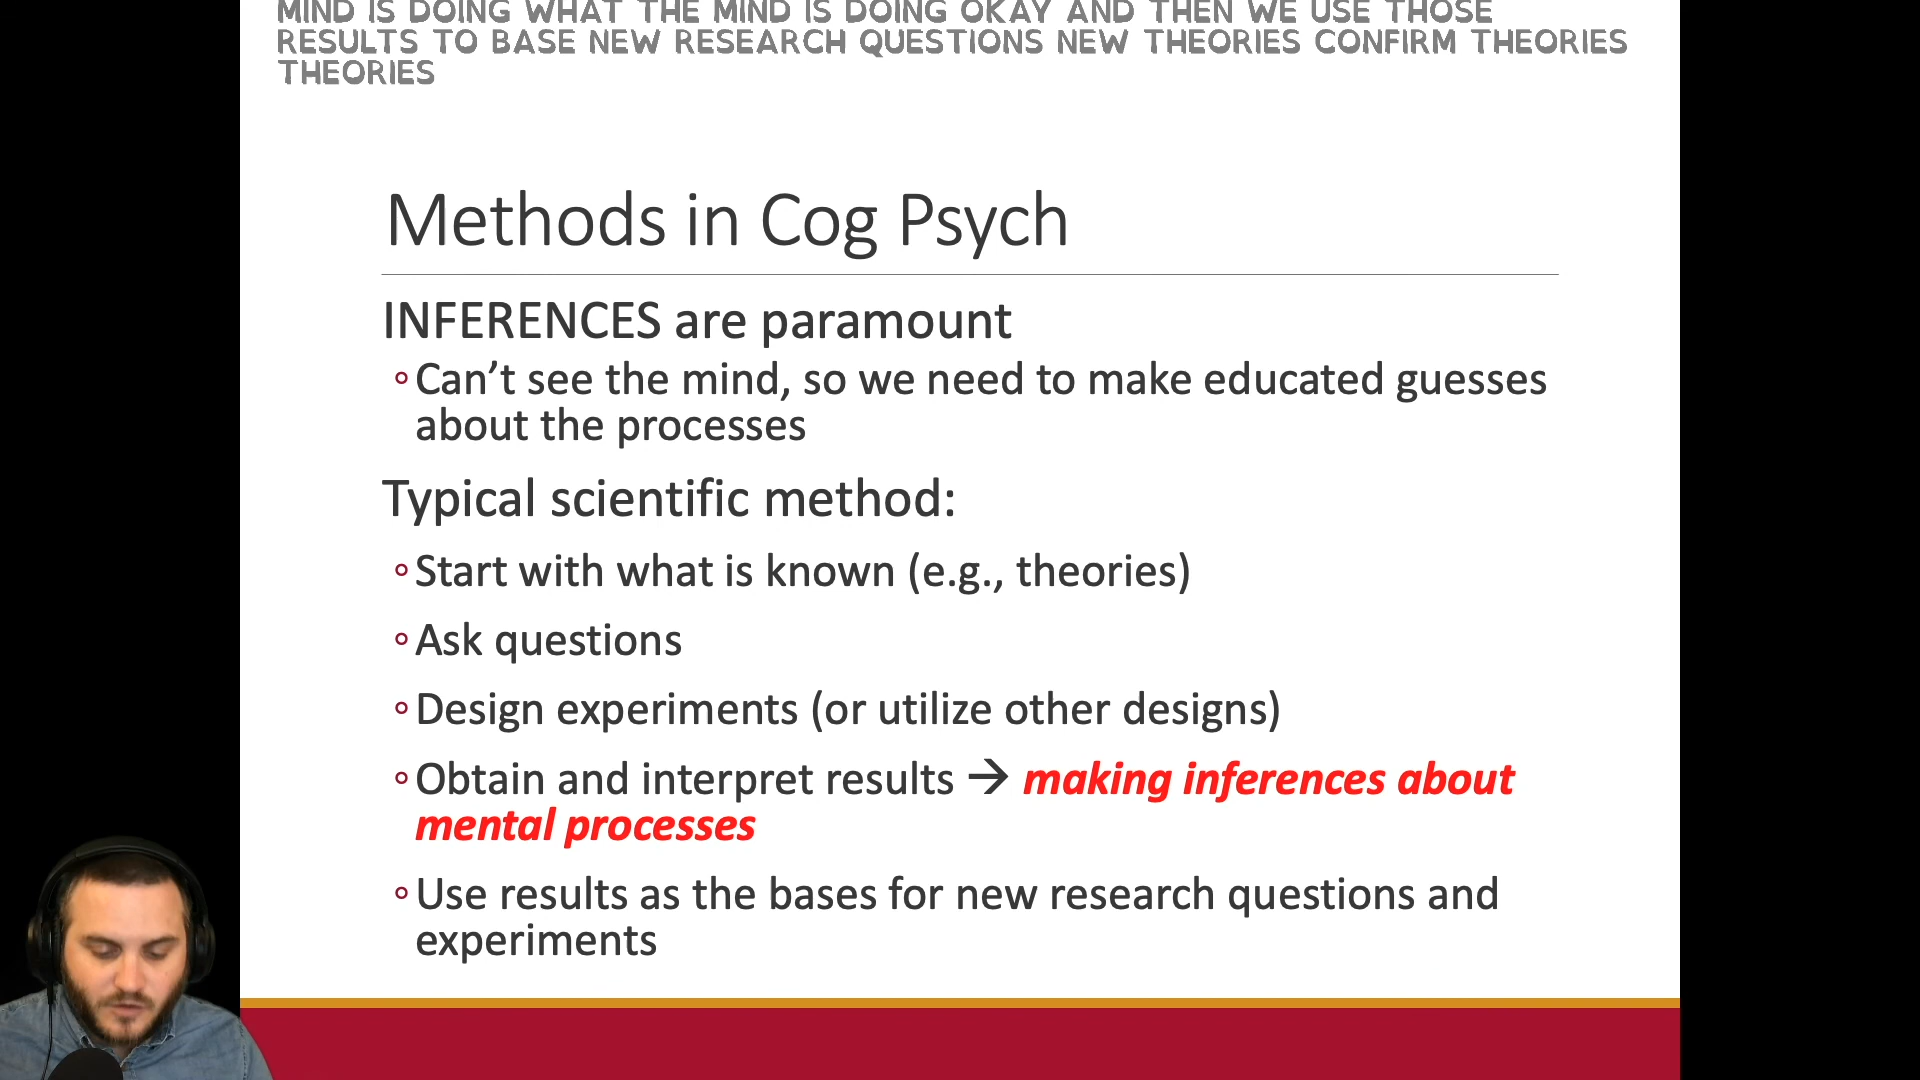 MIND IS DOING WHAT THE MIND IS DOING OKAY AND THEN WE USE THOSE
RESULTS TO BASE NEW RESEARCH QUESTIONS NEW THEORIES CONFIRM THEORIES
THEORIES
Methods in Cog Psych
INFERENCES are paramount
◦Can’t see the mind, so we need to make educated guesses
about the processes
Typical scientific method:
◦Start with what is known (e.g., theories)
◦Ask questions
◦Design experiments (or utilize other designs)
◦Obtain and interpret results → making inferences about
mental processes
◦Use results as the bases for new research questions and
experiments